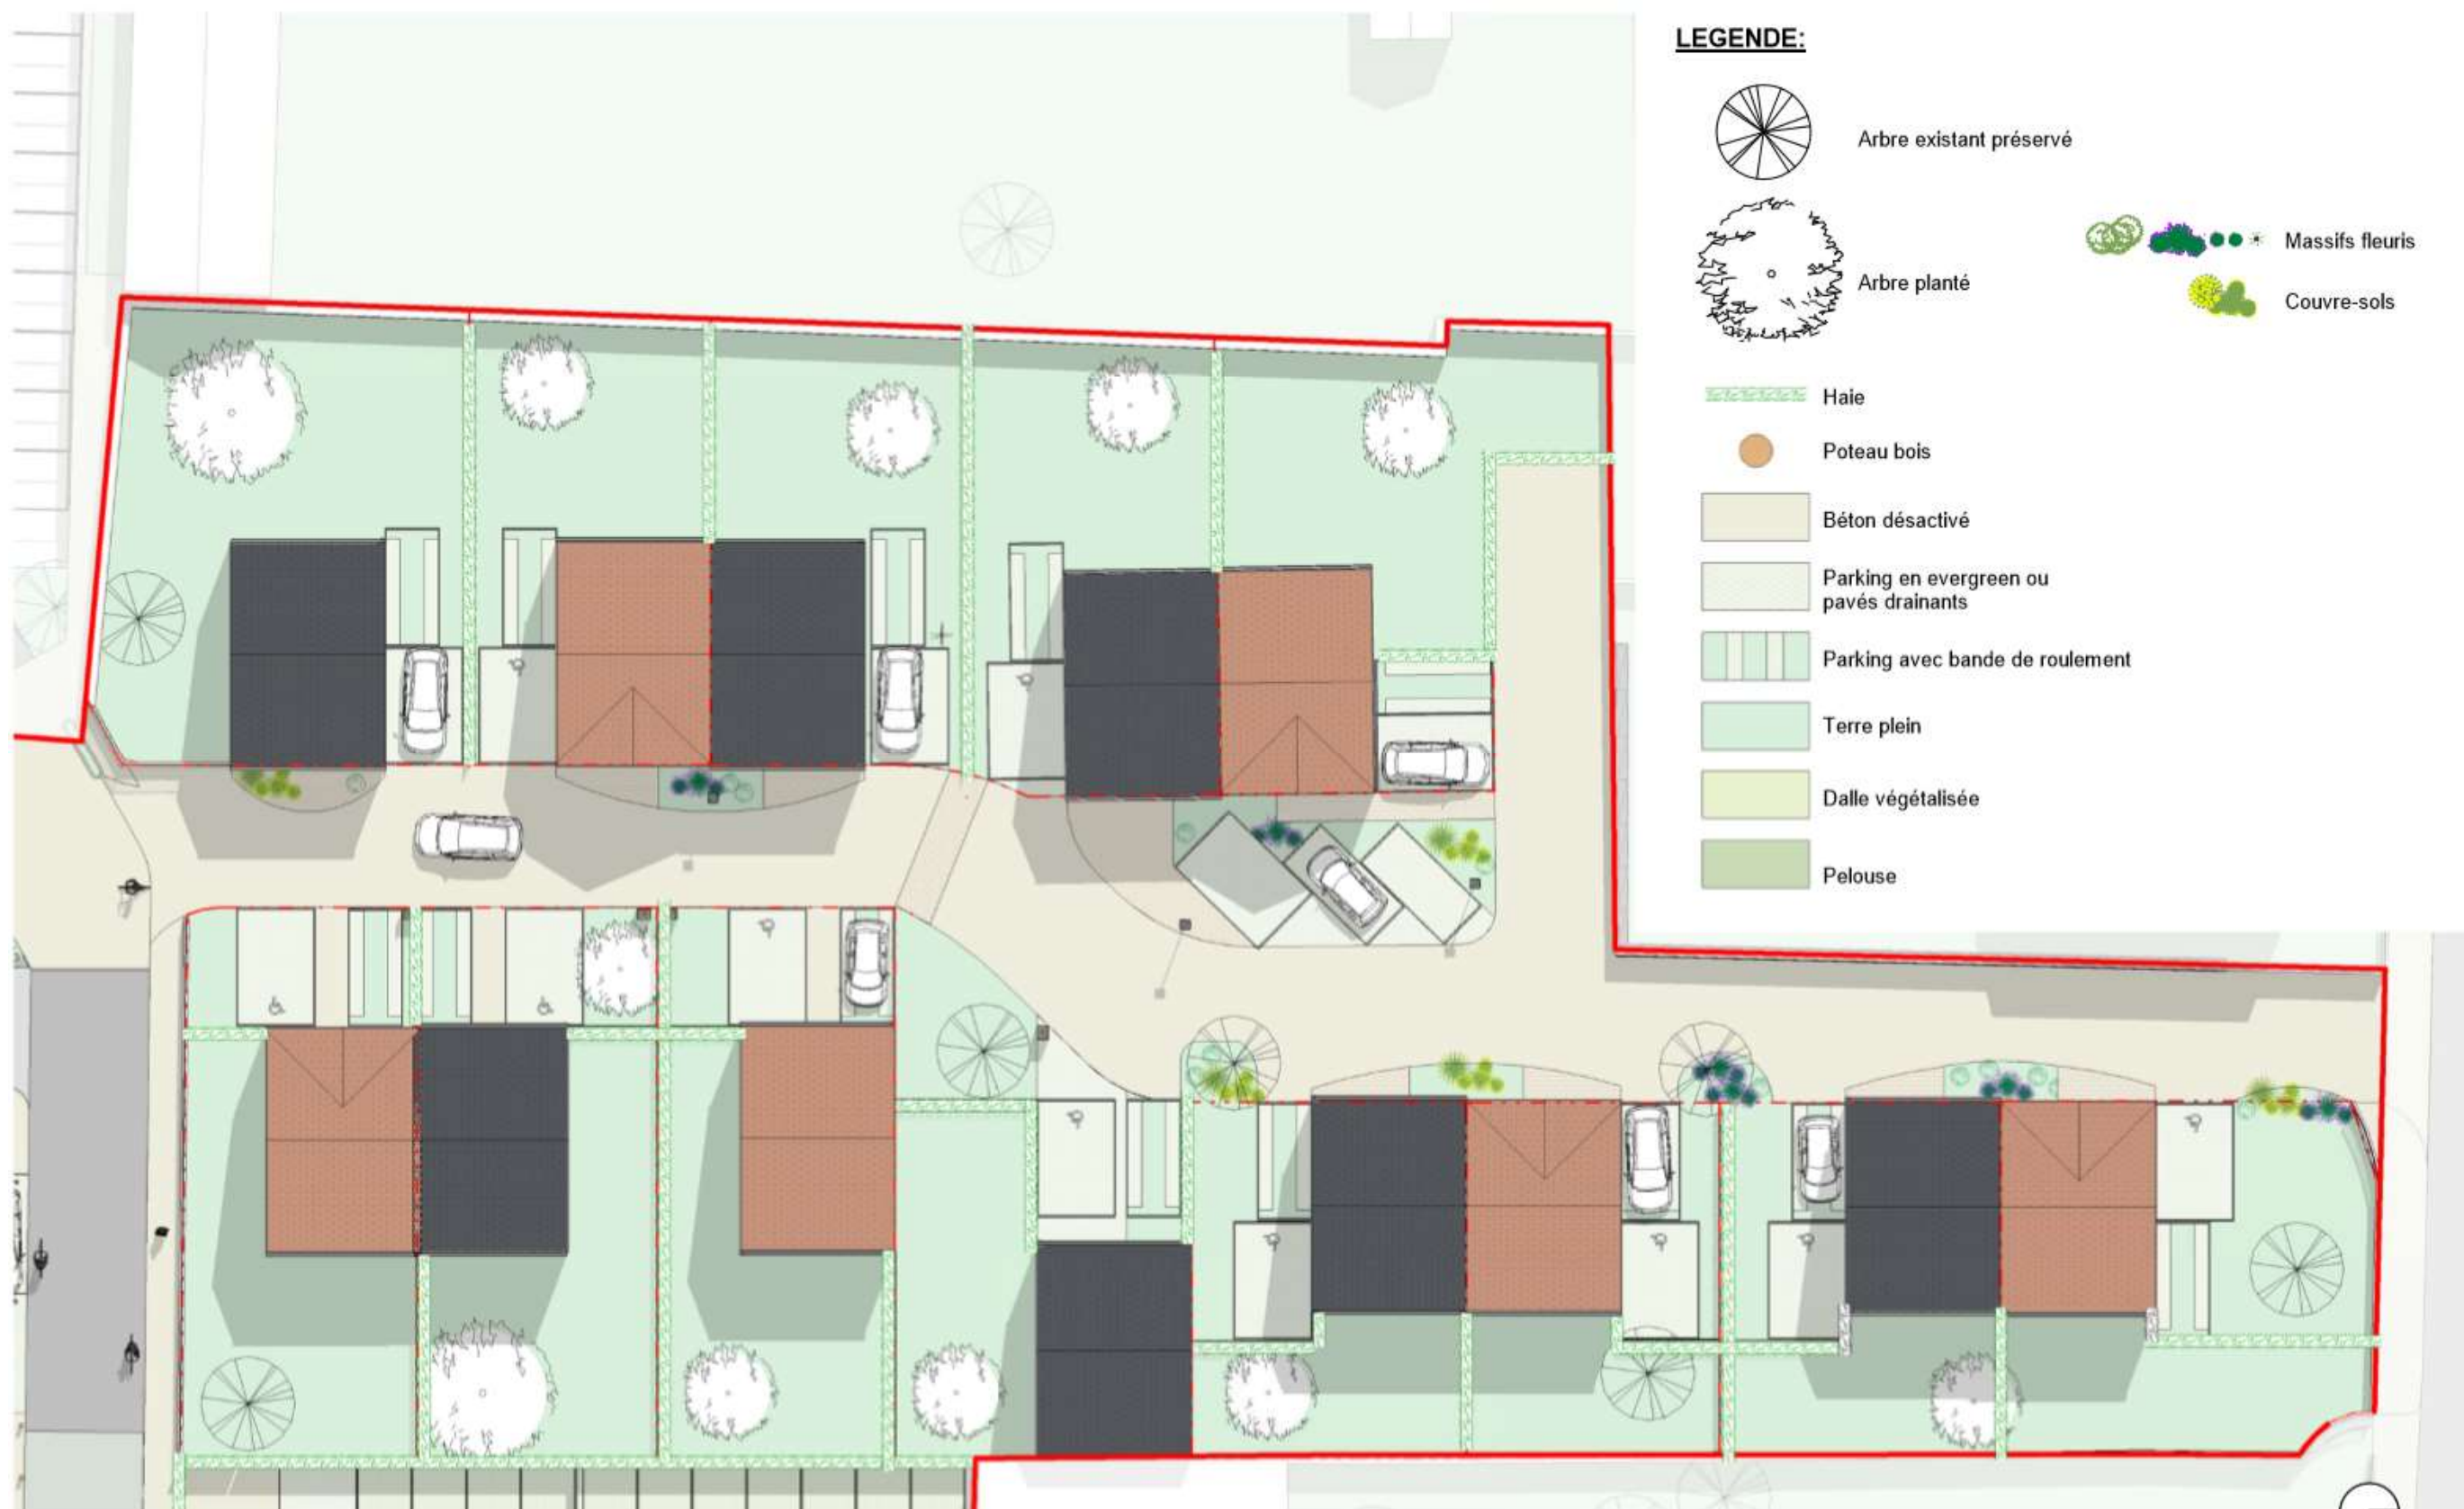 LEGENDE:
Arbre existant préservé
Arbre planté
Massifs fleuris
Couvre-sols
Haie
Poteau bois
Béton désactivé
Parking en evergreen ou
pavés drainants
Parking avec bande de roulement
Terre plein
Dalle végétalisée
Pelouse